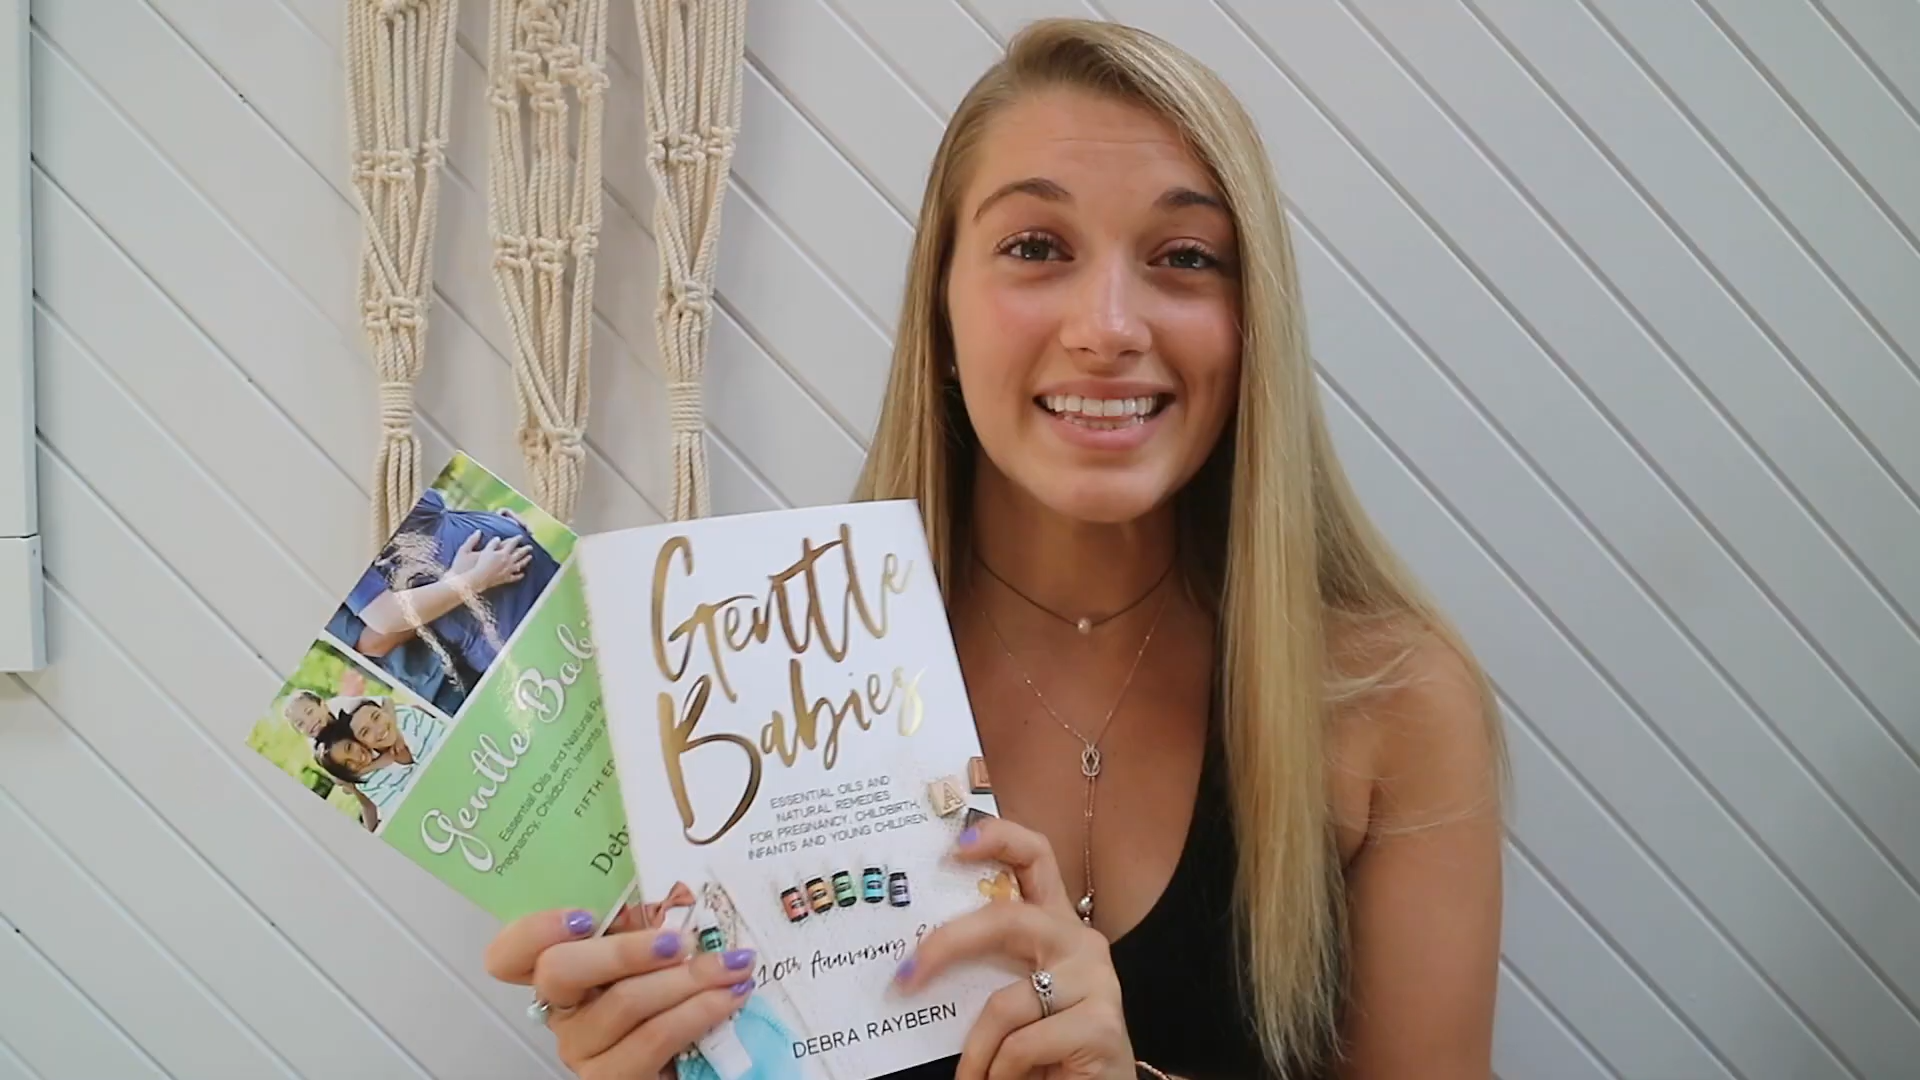 Gentle
Babies
ESSENTIAL OILS AND
NATURAL REMEDIES
FOR PREGNANCY, CHILDBIRTH,
INFANTS AND YOUNG CHILDREN
10th Anniversary
DEBRA RAYBERN
A
Gentle
Essential Oils and Natural
Pregnancy, Childbirth, Infants
FIFTH